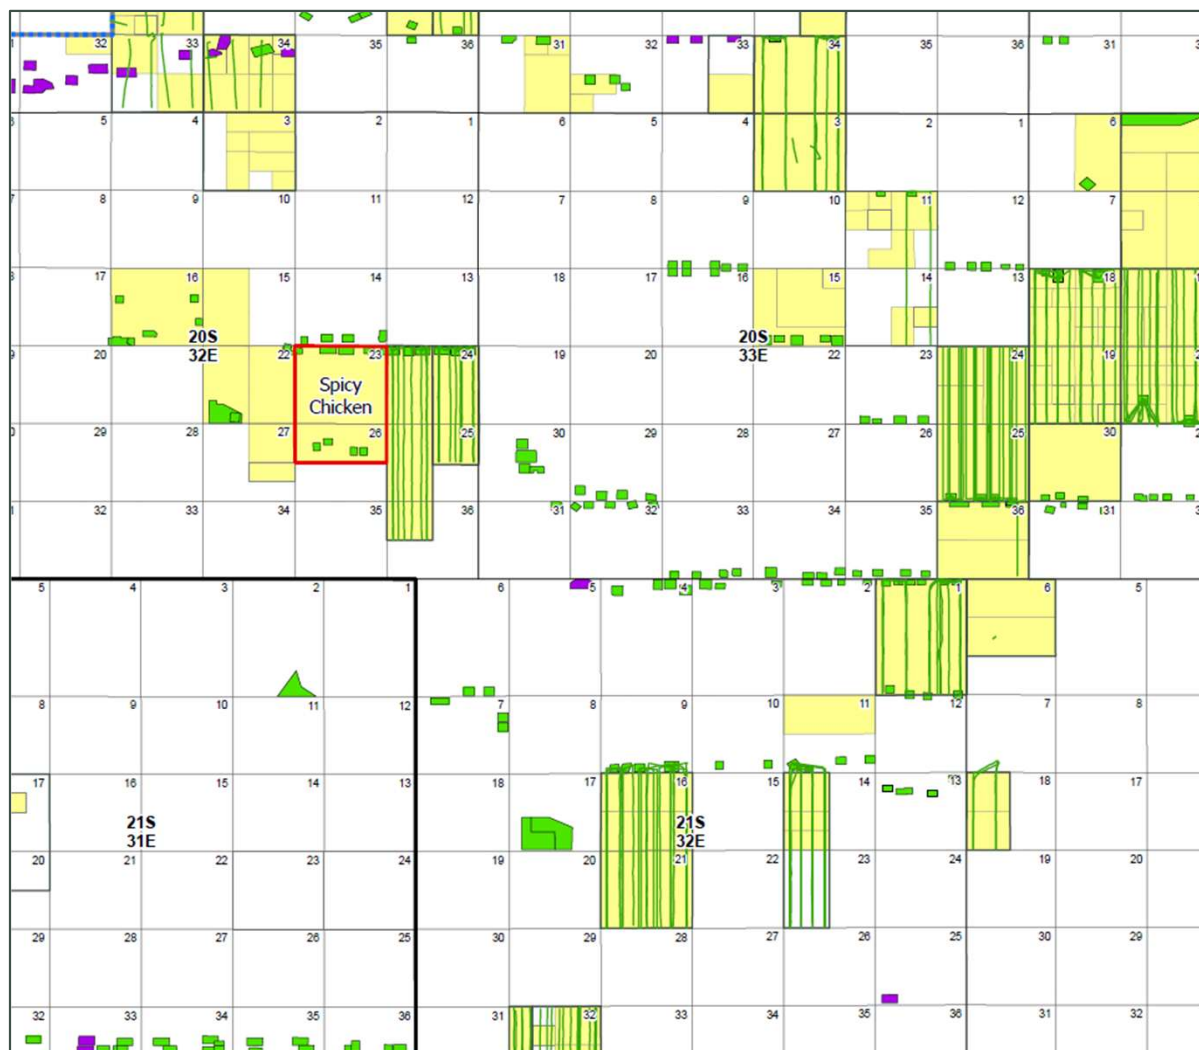 32 33 34 35 36 31 32 33 34 35 36 31
5 4 3 2 1 6 5 4 3 2 1 6
8 9 10 11 12 7 8 9 10 11 12 7
17 16 15 14 13 18 17 16 15 14 13 18
20S 20S
20 32E 22 23 24 19 20 33E 22 23 24 19
Spicy
Chicken
29 28 27 26 25 30 29 28 27 26 25 30
32 33 34 35 36 31 32 33 34 35 36 31
5 4 3 2 1 6 5 4 3 2 1 6 5
8 9 10 11 12 7 8 9 10 11 12 7 8
17 16 15 14 13 18 17 16 15 14 13 18 17
21S 21S
31E 32E
20 21 22 23 24 19 20 21 22 23 24 19 20
29 28 27 26 25 30 29 28 27 26 25 30 29
32 33 34 35 36 31 32 33 34 35 36 31 32